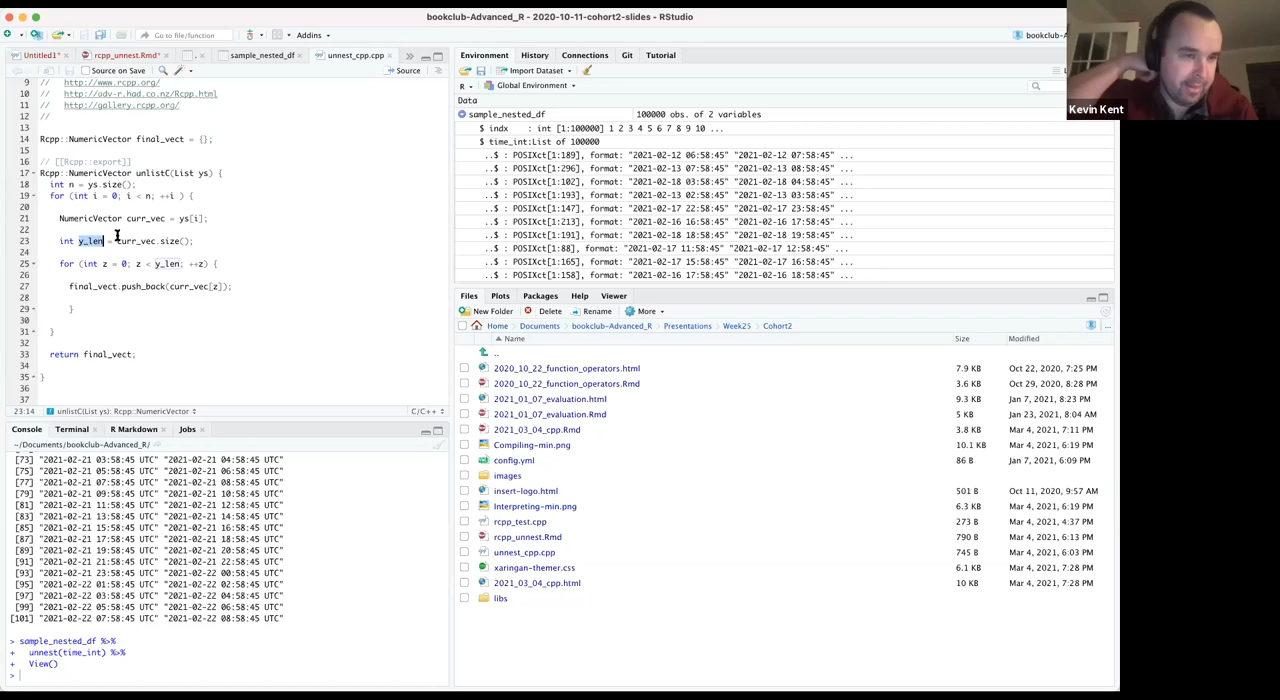 bookclub-Advanced_R - 2020-10-11-cohort2-slides - RStudio
Go to file/function
Addins
bookclub-A
Untitled1*
rcpp_unnest.Rmd*
sample_nested_df
unnest_cpp.cpp
Source on Save
Source
9 // http://www.rcpp.org/
10 // http://adv-r.had.co.nz/Rcpp.html
11 // http://gallery.rcpp.org/
12 //
13
14 Rcpp::NumericVector final_vect = {};
15
16 // [[Rcpp::export]]
17 Rcpp::NumericVector unlistC(List ys) {
18 int n = ys.size();
19 for (int i = 0; i < n; ++i ) {
20
21 NumericVector curr_vec = ys[i];
22
23 int y_len = curr_vec.size();
24
25 for (int z = 0; z < y_len; ++z) {
26
27 final_vect.push_back(curr_vec[z]);
28
29 }
30
31 }
32
33 return final_vect;
34
35 }
36
37
23:14 unlistC(List ys): Rcpp::NumericVector C/C++
Console Terminal R Markdown Jobs
~/Documents/bookclub-Advanced_R/
[73] "2021-02-21 03:58:45 UTC" "2021-02-21 04:58:45 UTC"
[75] "2021-02-21 05:58:45 UTC" "2021-02-21 06:58:45 UTC"
[77] "2021-02-21 07:58:45 UTC" "2021-02-21 08:58:45 UTC"
[79] "2021-02-21 09:58:45 UTC" "2021-02-21 10:58:45 UTC"
[81] "2021-02-21 11:58:45 UTC" "2021-02-21 12:58:45 UTC"
[83] "2021-02-21 13:58:45 UTC" "2021-02-21 14:58:45 UTC"
[85] "2021-02-21 15:58:45 UTC" "2021-02-21 16:58:45 UTC"
[87] "2021-02-21 17:58:45 UTC" "2021-02-21 18:58:45 UTC"
[89] "2021-02-21 19:58:45 UTC" "2021-02-21 20:58:45 UTC"
[91] "2021-02-21 21:58:45 UTC" "2021-02-21 22:58:45 UTC"
[93] "2021-02-21 23:58:45 UTC" "2021-02-22 00:58:45 UTC"
[95] "2021-02-22 01:58:45 UTC" "2021-02-22 02:58:45 UTC"
[97] "2021-02-22 03:58:45 UTC" "2021-02-22 04:58:45 UTC"
[99] "2021-02-22 05:58:45 UTC" "2021-02-22 06:58:45 UTC"
[101] "2021-02-22 07:58:45 UTC" "2021-02-22 08:58:45 UTC"
> sample_nested_df %>%
+ unnest(time_int) %>%
+ View()
>
Environment History Connections Git Tutorial
Import Dataset
R Global Environment
Data
sample_nested_df 100000 obs. of 2 variables
$ indx : int [1:100000] 1 2 3 4 5 6 7 8 9 10 ...
$ time_int:List of 100000
..$ : POSIXct[1:189], format: "2021-02-12 06:58:45" "2021-02-12 07:58:45" ...
..$ : POSIXct[1:296], format: "2021-02-13 07:58:45" "2021-02-13 08:58:45" ...
..$ : POSIXct[1:102], format: "2021-02-18 03:58:45" "2021-02-18 04:58:45" ...
..$ : POSIXct[1:193], format: "2021-02-13 02:58:45" "2021-02-13 03:58:45" ...
..$ : POSIXct[1:147], format: "2021-02-17 22:58:45" "2021-02-17 23:58:45" ...
..$ : POSIXct[1:213], format: "2021-02-16 16:58:45" "2021-02-16 17:58:45" ...
..$ : POSIXct[1:191], format: "2021-02-18 18:58:45" "2021-02-18 19:58:45" ...
..$ : POSIXct[1:88], format: "2021-02-17 11:58:45" "2021-02-17 12:58:45" ...
..$ : POSIXct[1:165], format: "2021-02-17 15:58:45" "2021-02-17 16:58:45" ...
..$ : POSIXct[1:158], format: "2021-02-16 17:58:45" "2021-02-16 18:58:45" ...
Files Plots Packages Help Viewer
New Folder Delete Rename More
Home Documents bookclub-Advanced_R Presentations Week25 Cohort2
Name Size Modified
..
2020_10_22_function_operators.html 7.9 KB Oct 22, 2020, 7:25 PM
2020_10_22_function_operators.Rmd 3.6 KB Oct 29, 2020, 8:28 PM
2021_01_07_evaluation.html 9.3 KB Jan 7, 2021, 8:23 PM
2021_01_07_evaluation.Rmd 5 KB Jan 23, 2021, 8:04 AM
2021_03_04_cpp.Rmd 3.8 KB Mar 4, 2021, 7:11 PM
Compiling-min.png 10.1 KB Mar 4, 2021, 6:19 PM
config.yml 86 B Jan 7, 2021, 6:09 PM
images
insert-logo.html 501 B Oct 11, 2020, 9:57 AM
Interpreting-min.png 6.3 KB Mar 4, 2021, 6:19 PM
rcpp_test.cpp 273 B Mar 4, 2021, 4:37 PM
rcpp_unnest.Rmd 790 B Mar 4, 2021, 6:13 PM
unnest_cpp.cpp 745 B Mar 4, 2021, 6:03 PM
xaringan-themer.css 6.1 KB Mar 4, 2021, 7:28 PM
2021_03_04_cpp.html 10 KB Mar 4, 2021, 7:28 PM
libs
Kevin Kent